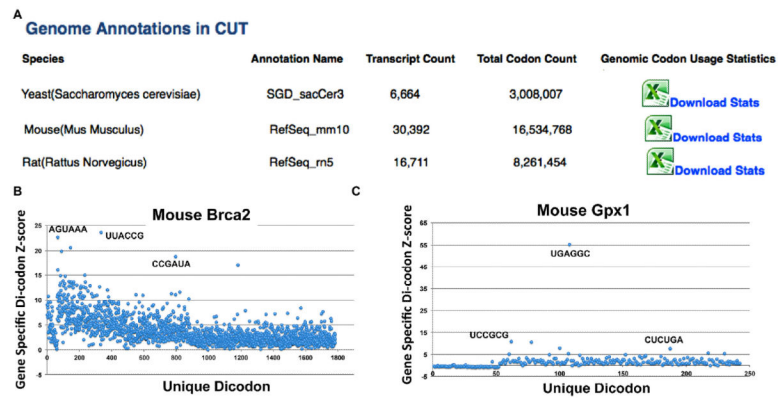 A
Genome Annotations in CUT
Species Annotation Name Transcript Count Total Codon Count Genomic Codon Usage Statistics
Yeast(Saccharomyces cerevisiae) SGD_sacCer3 6,664 3,008,007 Download Stats
Mouse(Mus Musculus) RefSeq_mm10 30,392 16,534,768 Download Stats
Rat(Rattus Norvegicus) RefSeq_rn5 16,711 8,261,454 Download Stats
B
Mouse Brca2
Gene Specific Di-codon Z-score
25
20
15
10
5
0
-5
AGUAAA
UUACCG
CCGAUA
0 200 400 600 800 1000 1200 1400 1600 1800
Unique Dicodon
C
Mouse Gpx1
Gene Specific Di-codon Z-score
65
55
45
35
25
15
5
-5
UGAGGC
UCCGCG
CUCUGA
0 50 100 150 200 250
Unique Dicodon